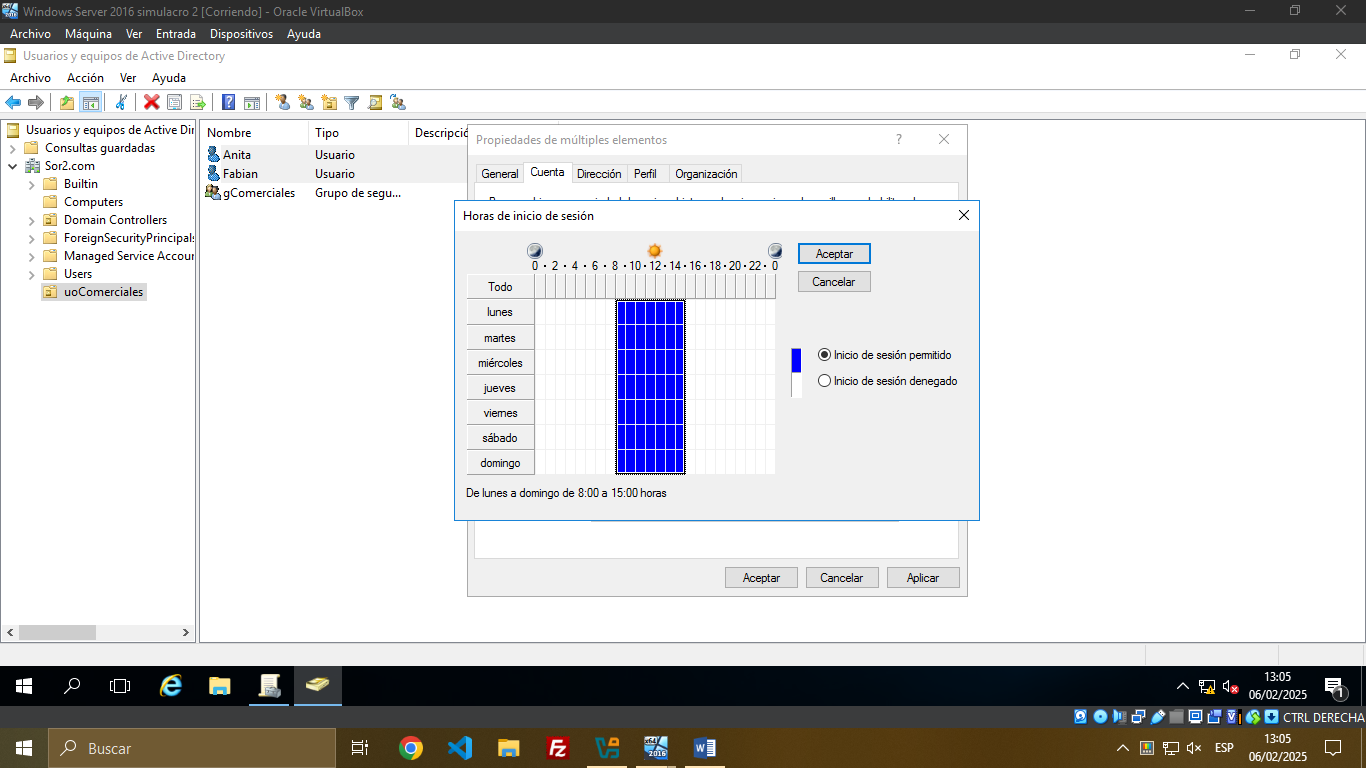 Windows Server 2016 simulacro 2 [Corriendo] - Oracle VirtualBox
Archivo Máquina Ver Entrada Dispositivos Ayuda
Usuarios y equipos de Active Directory
Archivo Acción Ver Ayuda
Usuarios y equipos de Active Dir
Consultas guardadas
Sor2.com
Builtin
Computers
Domain Controllers
ForeignSecurityPrincipals
Managed Service Accour
Users
uoComerciales
Nombre Tipo Descripció
Anita Usuario
Fabian Usuario
gComerciales Grupo de segu...
Propiedades de múltiples elementos
General Cuenta Dirección Perfil Organización
Horas de inicio de sesión
0 · 2 · 4 · 6 · 8 · 10 · 12 · 14 · 16 · 18 · 20 · 22 · 0
Todo
lunes
martes
miércoles
jueves
viernes
sábado
domingo
Aceptar
Cancelar
Inicio de sesión permitido
Inicio de sesión denegado
De lunes a domingo de 8:00 a 15:00 horas
Aceptar Cancelar Aplicar
13:05
06/02/2025
1
CTRL DERECHA
Buscar
x64
2016
ESP
13:05
06/02/2025